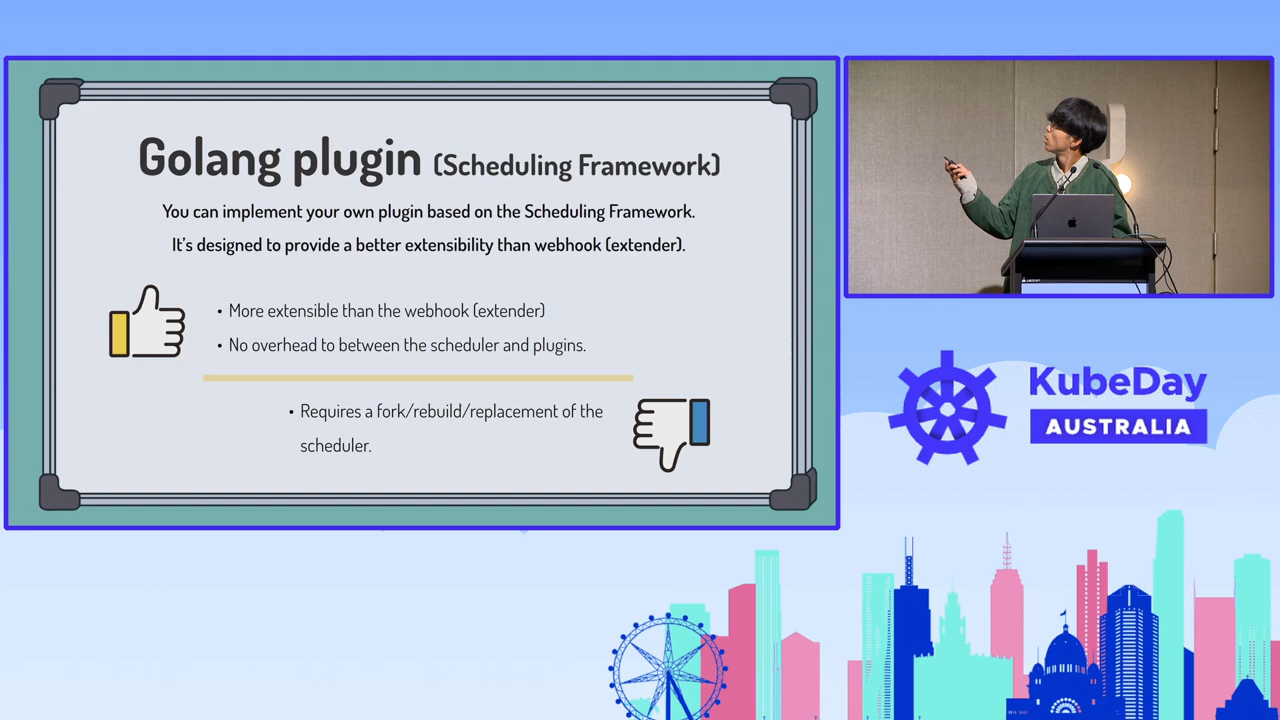 Golang plugin (Scheduling Framework)
You can implement your own plugin based on the Scheduling Framework.
It's designed to provide a better extensibility than webhook (extender).
• More extensible than the webhook (extender)
• No overhead to between the scheduler and plugins.
• Requires a fork/rebuild/replacement of the
scheduler.
KubeDay
AUSTRALIA